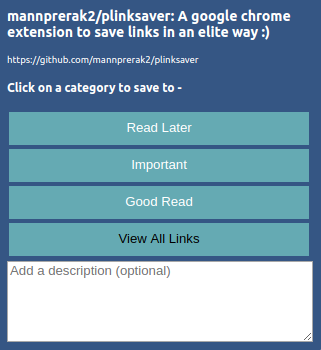 mannprerak2/plinksaver: A google chrome
extension to save links in an elite way :)
https://github.com/mannprerak2/plinksaver
Click on a category to save to -
Read Later
Important
Good Read
View All Links
Add a description (optional)